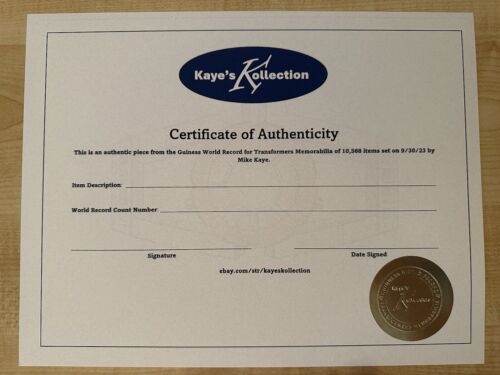 Kaye's Kollection
K
Certificate of Authenticity
This is an authentic piece from the Guiness World Record for Transformers Memorabilia of 10,568 items set on 9/30/23 by
Mike Kaye.
Item Description:
World Record Count Number:
Signature Date Signed
ebay.com/str/kayeskollection